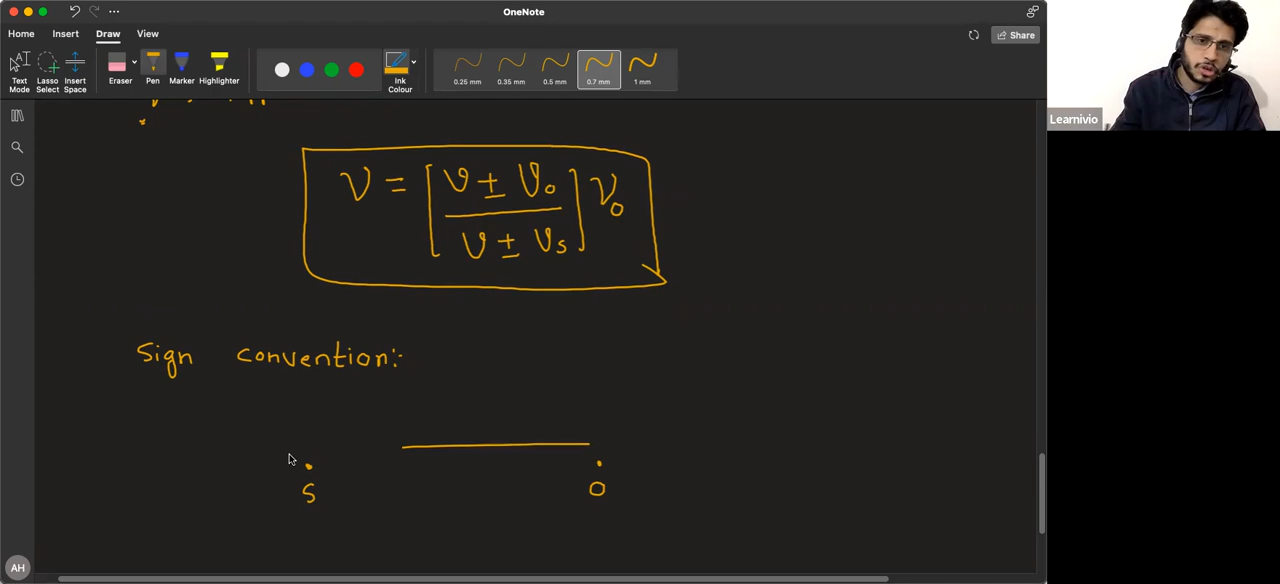 OneNote
Home Insert Draw View
Share
Text Mode Lasso Select Insert Space Eraser Pen Marker Highlighter Ink Colour 0.25 mm 0.35 mm 0.5 mm 0.7 mm 1 mm
Learnivio
ν = [v ± v₀ / v ± vₛ] ν₀
Sign convention:
S O
AH